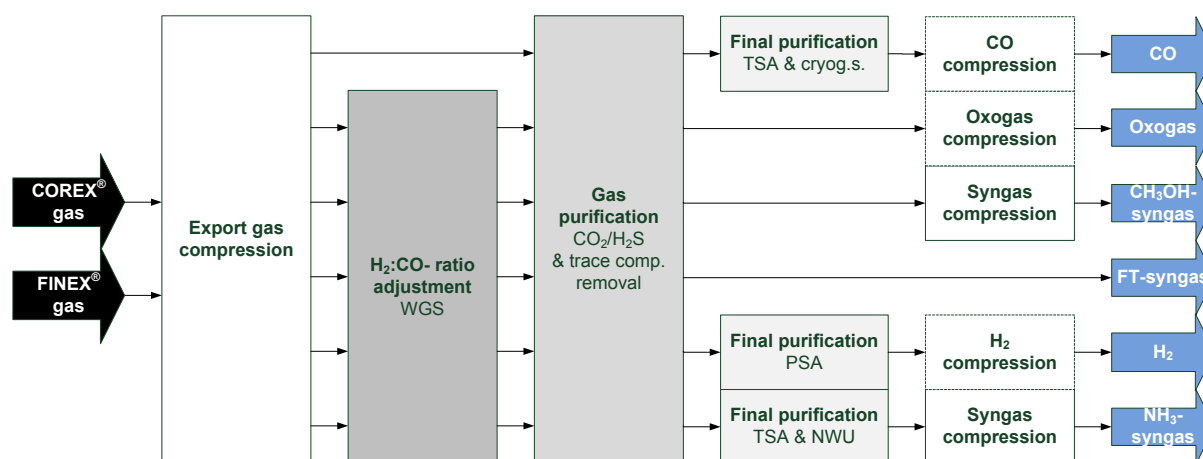 COREX®
gas
FINEX®
gas
Export gas
compression
H₂:CO- ratio
adjustment
WGS
Gas
purification
CO₂/H₂S
& trace comp.
removal
Final purification
TSA & cryog.s.
CO
compression
CO
Oxogas
compression
Oxogas
Syngas
compression
CH₃OH-
syngas
FT-syngas
Final purification
PSA
H₂
compression
H₂
Final purification
TSA & NWU
Syngas
compression
NH₃-
syngas